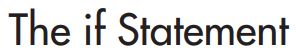 The if Statement